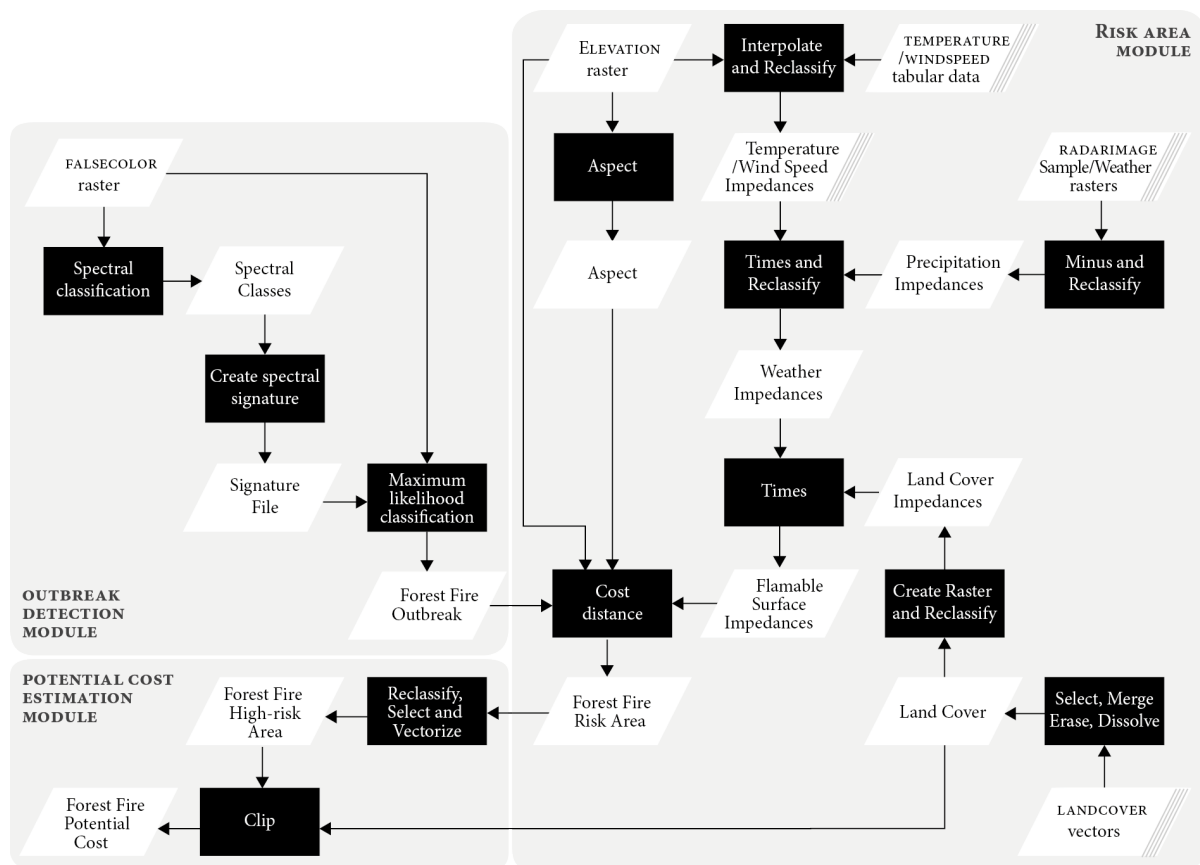 RISK AREA
MODULE
ELEVATION
raster
Interpolate
and Reclassify
TEMPERATURE
/WINDSPEED
tabular data
FALSECOLOR
raster
Aspect
Temperature
/Wind Speed
Impedances
RADARIMAGE
Sample/Weather
rasters
Spectral
classification
Spectral
Classes
Aspect
Times and
Reclassify
Precipitation
Impedances
Minus and
Reclassify
Create spectral
signature
Weather
Impedances
Signature
File
Maximum
likelihood
classification
Times
Land Cover
Impedances
OUTBREAK
DETECTION
MODULE
Forest Fire
Outbreak
Cost
distance
Flamable
Surface
Impedances
Create Raster
and Reclassify
POTENTIAL COST
ESTIMATION
MODULE
Forest Fire
High-risk
Area
Reclassify,
Select and
Vectorize
Forest Fire
Risk Area
Land Cover
Select, Merge
Erase, Dissolve
Forest Fire
Potential
Cost
Clip
LANDCOVER
vectors